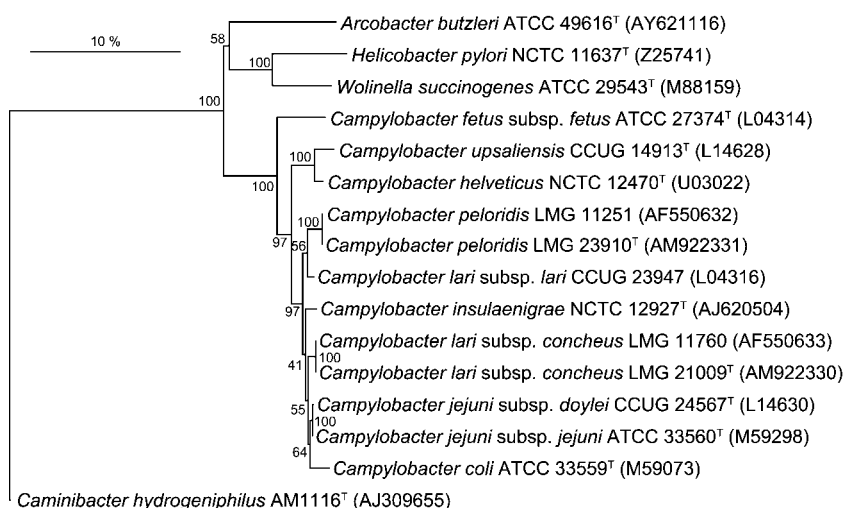 Arcobacter butzleri ATCC 49616ᵀ (AY621116)
58
10 %
Helicobacter pylori NCTC 11637ᵀ (Z25741)
100
Wolinella succinogenes ATCC 29543ᵀ (M88159)
100
Campylobacter fetus subsp. fetus ATCC 27374ᵀ (L04314)
Campylobacter upsaliensis CCUG 14913ᵀ (L14628)
100
Campylobacter helveticus NCTC 12470ᵀ (U03022)
100
Campylobacter peloridis LMG 11251 (AF550632)
100
Campylobacter peloridis LMG 23910ᵀ (AM922331)
97
56
Campylobacter lari subsp. lari CCUG 23947 (L04316)
Campylobacter insulaenigrae NCTC 12927ᵀ (AJ620504)
97
Campylobacter lari subsp. concheus LMG 11760 (AF550633)
100
41
Campylobacter lari subsp. concheus LMG 21009ᵀ (AM922330)
Campylobacter jejuni subsp. doylei CCUG 24567ᵀ (L14630)
55
100
Campylobacter jejuni subsp. jejuni ATCC 33560ᵀ (M59298)
64
Campylobacter coli ATCC 33559ᵀ (M59073)
Caminibacter hydrogeniphilus AM1116ᵀ (AJ309655)